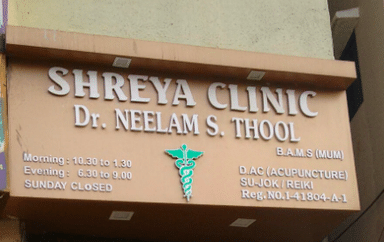 SHREYA CLINIC
Dr. NEELAM S. THOOL
B.A.M.S (MUM)
Morning : 10.30 to 1.30
Evening : 6.30 to 9.00
SUNDAY CLOSED
D.AC (ACUPUNCTURE)
SU-JOK / REIKI
Reg.NO.I-41804-A-1